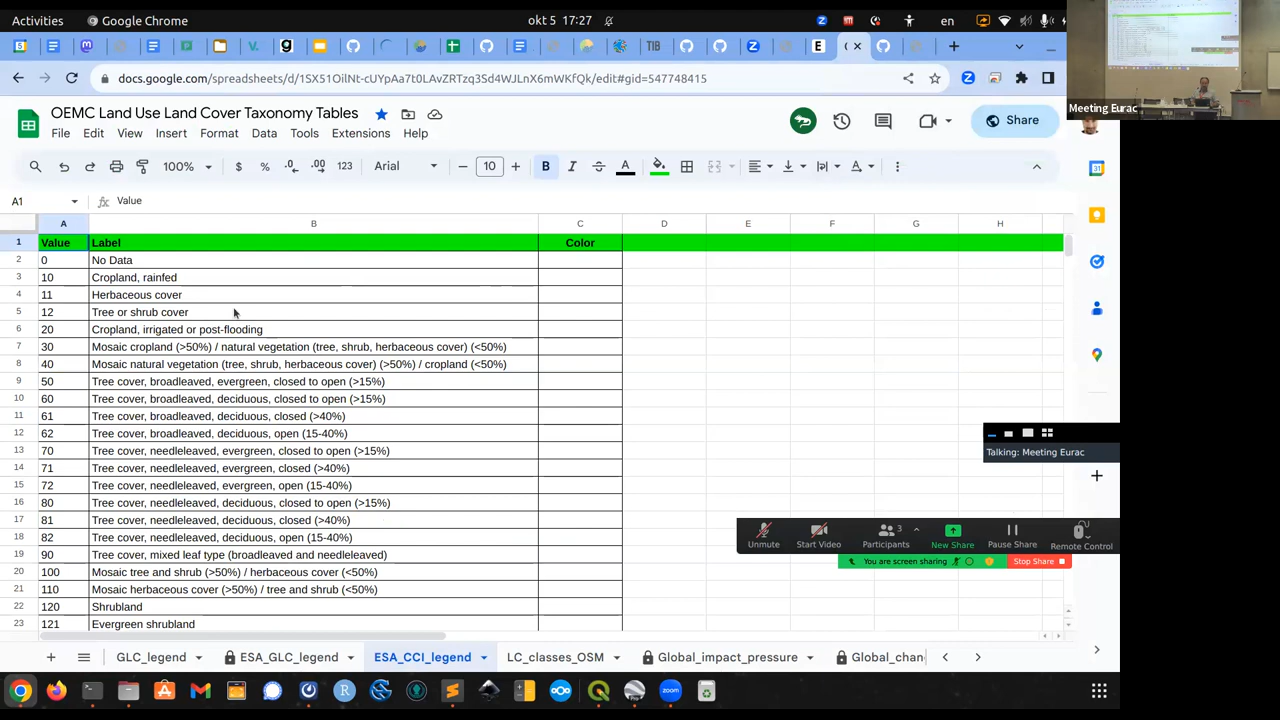 Activities
Google Chrome
okt 3 17:27
en
docs.google.com/spreadsheets/d/1SX51OilNt-cUYpAa7EtTvZRTzq3S5tWJLnX6mWKFQk/edit#gid=547748415
OEMC Land Use Land Cover Taxonomy Tables
File Edit View Insert Format Data Tools Extensions Help
Share
Meeting Eurac
100% $ % .0 .00 123 Arial 10 B I S A
A1 Value
A B C D E F G H
1 Value Label Color
2 0 No Data
3 10 Cropland, rainfed
4 11 Herbaceous cover
5 12 Tree or shrub cover
6 20 Cropland, irrigated or post-flooding
7 30 Mosaic cropland (>50%) / natural vegetation (tree, shrub, herbaceous cover) (<50%)
8 40 Mosaic natural vegetation (tree, shrub, herbaceous cover) (>50%) / cropland (<50%)
9 50 Tree cover, broadleaved, evergreen, closed to open (>15%)
10 60 Tree cover, broadleaved, deciduous, closed to open (>15%)
11 61 Tree cover, broadleaved, deciduous, closed (>40%)
12 62 Tree cover, broadleaved, deciduous, open (15-40%)
13 70 Tree cover, needleleaved, evergreen, closed to open (>15%)
14 71 Tree cover, needleleaved, evergreen, closed (>40%)
15 72 Tree cover, needleleaved, evergreen, open (15-40%)
16 80 Tree cover, needleleaved, deciduous, closed to open (>15%)
17 81 Tree cover, needleleaved, deciduous, closed (>40%)
18 82 Tree cover, needleleaved, deciduous, open (15-40%)
19 90 Tree cover, mixed leaf type (broadleaved and needleleaved)
20 100 Mosaic tree and shrub (>50%) / herbaceous cover (<50%)
21 110 Mosaic herbaceous cover (>50%) / tree and shrub (<50%)
22 120 Shrubland
23 121 Evergreen shrubland
Talking: Meeting Eurac
3
Unmute Start Video Participants New Share Pause Share Remote Control
You are screen sharing Stop Share
GLC_legend ESA_GLC_legend ESA_CCI_legend LC_classes_OSM Global_impact_pressure Global_chan
zoom